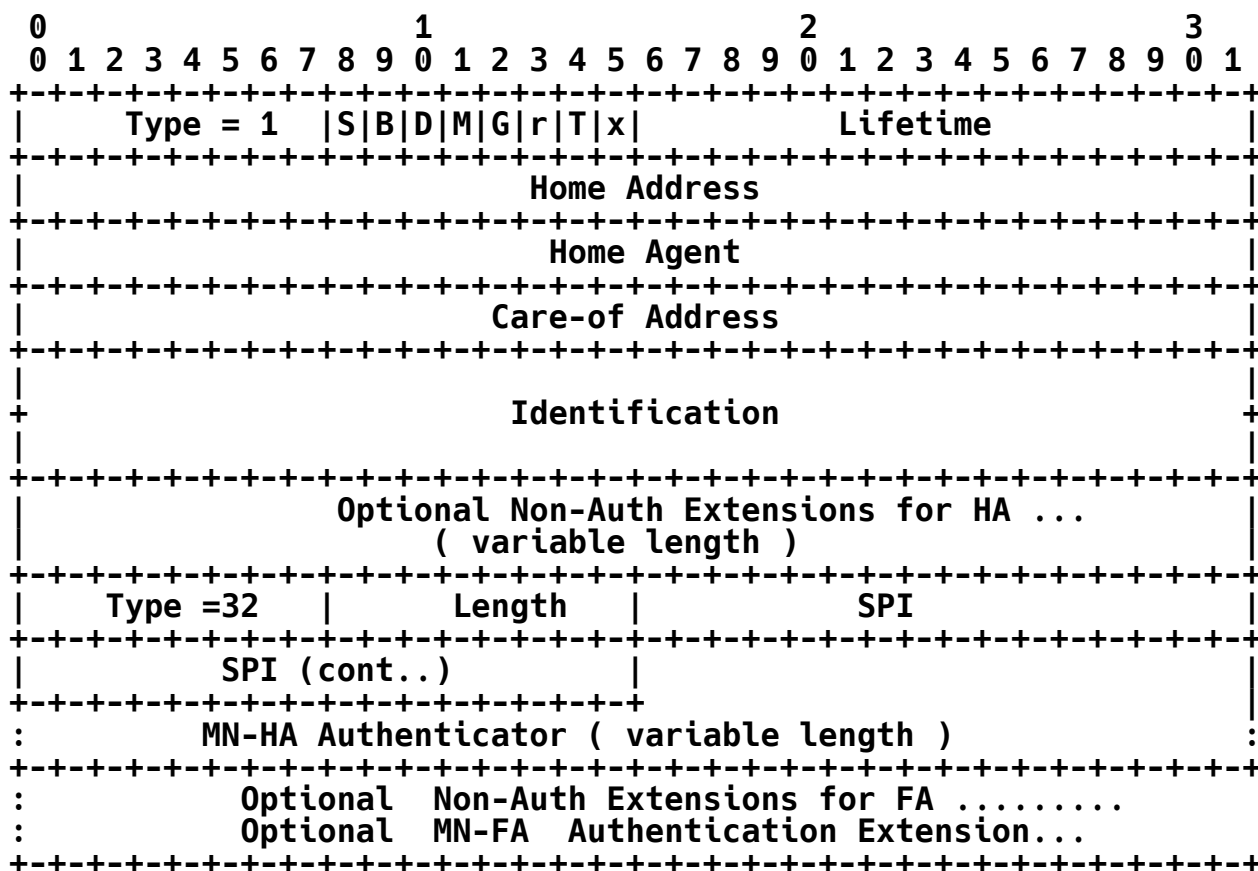 0                   1                   2                   3
 0 1 2 3 4 5 6 7 8 9 0 1 2 3 4 5 6 7 8 9 0 1 2 3 4 5 6 7 8 9 0 1
+-+-+-+-+-+-+-+-+-+-+-+-+-+-+-+-+-+-+-+-+-+-+-+-+-+-+-+-+-+-+-+-+
|     Type = 1  |S|B|D|M|G|r|T|x|          Lifetime             |
+-+-+-+-+-+-+-+-+-+-+-+-+-+-+-+-+-+-+-+-+-+-+-+-+-+-+-+-+-+-+-+-+
|                          Home Address                         |
+-+-+-+-+-+-+-+-+-+-+-+-+-+-+-+-+-+-+-+-+-+-+-+-+-+-+-+-+-+-+-+-+
|                           Home Agent                          |
+-+-+-+-+-+-+-+-+-+-+-+-+-+-+-+-+-+-+-+-+-+-+-+-+-+-+-+-+-+-+-+-+
|                        Care-of Address                        |
+-+-+-+-+-+-+-+-+-+-+-+-+-+-+-+-+-+-+-+-+-+-+-+-+-+-+-+-+-+-+-+-+
|                                                               |
+                         Identification                        +
|                                                               |
+-+-+-+-+-+-+-+-+-+-+-+-+-+-+-+-+-+-+-+-+-+-+-+-+-+-+-+-+-+-+-+-+
|                Optional Non-Auth Extensions for HA ...        |
|                     ( variable length )                       |
+-+-+-+-+-+-+-+-+-+-+-+-+-+-+-+-+-+-+-+-+-+-+-+-+-+-+-+-+-+-+-+-+
|    Type =32   |      Length   |           SPI                 |
+-+-+-+-+-+-+-+-+-+-+-+-+-+-+-+-+-+-+-+-+-+-+-+-+-+-+-+-+-+-+-+-+
|          SPI (cont..)         |                               |
+-+-+-+-+-+-+-+-+-+-+-+-+-+-+-+-+                               |
:         MN-HA Authenticator ( variable length )               :
+-+-+-+-+-+-+-+-+-+-+-+-+-+-+-+-+-+-+-+-+-+-+-+-+-+-+-+-+-+-+-+-+
:           Optional  Non-Auth Extensions for FA .........
:           Optional  MN-FA  Authentication Extension...
+-+-+-+-+-+-+-+-+-+-+-+-+-+-+-+-+-+-+-+-+-+-+-+-+-+-+-+-+-+-+-+-+